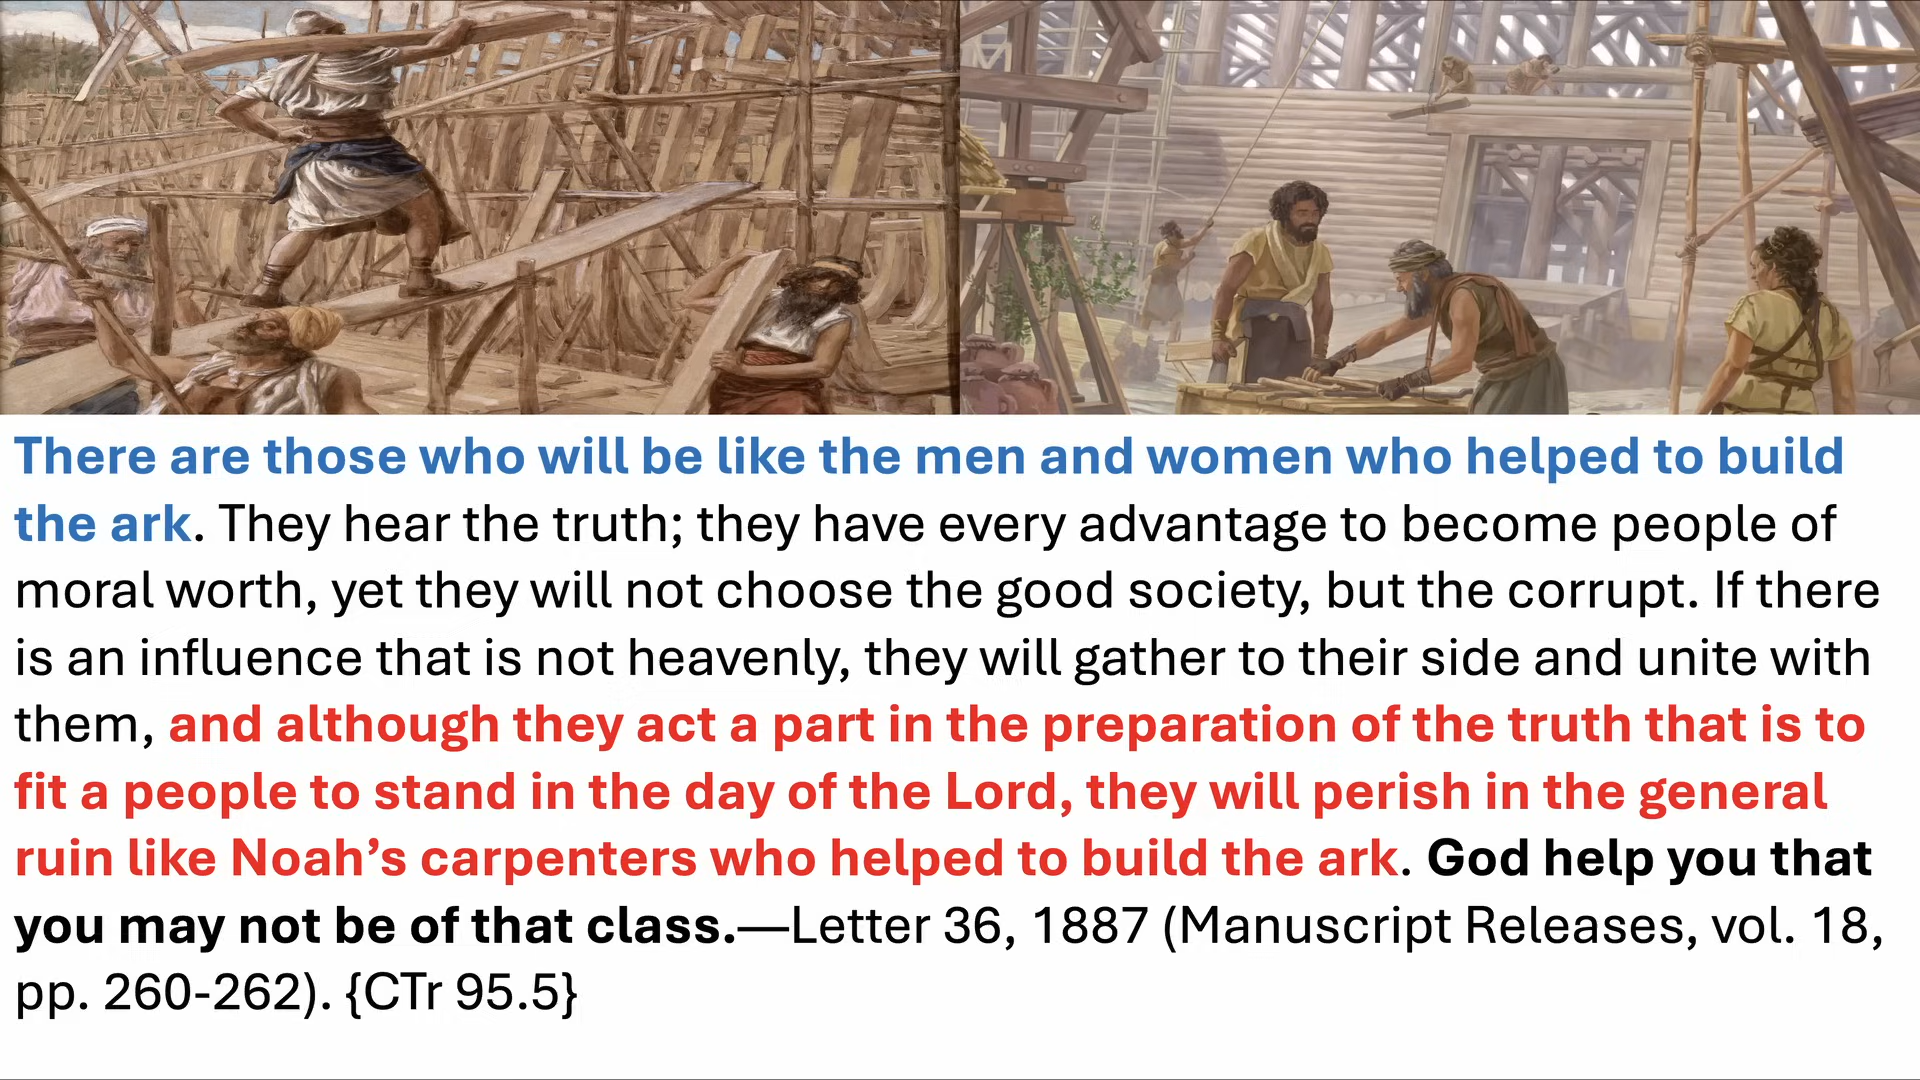 There are those who will be like the men and women who helped to build
the ark. They hear the truth; they have every advantage to become people of
moral worth, yet they will not choose the good society, but the corrupt. If there
is an influence that is not heavenly, they will gather to their side and unite with
them, and although they act a part in the preparation of the truth that is to
fit a people to stand in the day of the Lord, they will perish in the general
ruin like Noah’s carpenters who helped to build the ark. God help you that
you may not be of that class.—Letter 36, 1887 (Manuscript Releases, vol. 18,
pp. 260-262). {CTr 95.5}